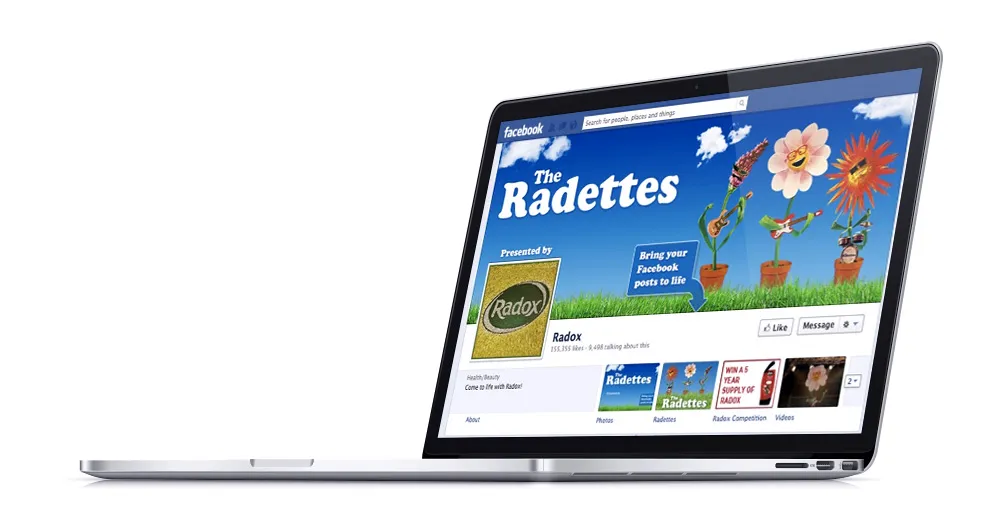 facebook
Search for people, places and things
The
Radettes
Presented by
Bring your
Facebook
posts to life
Radox
Radox
155,355 likes · 9,498 talking about this
Like
Message
Health/Beauty
Come to life with Radox!
About
The
Radettes
Photos
The
Radettes
Radettes
WIN A 5
YEAR
SUPPLY OF
RADOX
Radox Competition
Videos
2